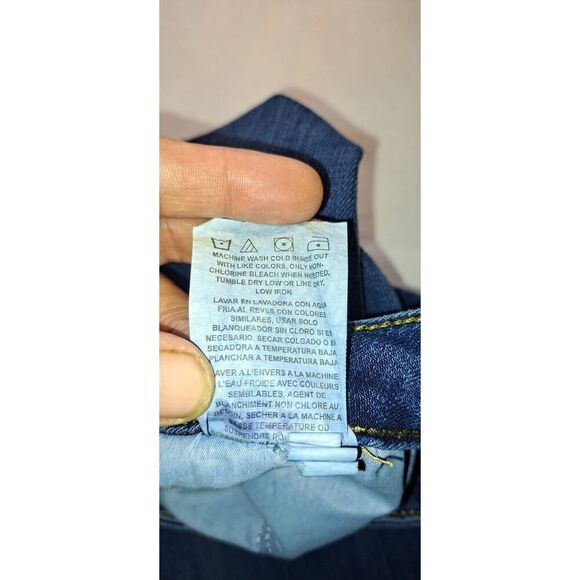 MACHINE WASH COLD INSIDE OUT
WITH LIKE COLORS, ONLY NON-
CHLORINE BLEACH WHEN NEEDED,
TUMBLE DRY LOW OR LINE DRY,
LOW IRON
LAVAR EN LAVADORA CON AGUA
FRIA AL REVES CON COLORES
SIMILARES, USAR SOLO
BLANQUEADOR SIN CLORO SI ES
NECESARIO, SECAR COLGADO O
SECADORA A TEMPERATURA BAJA
PLANCHAR A TEMPERATURA BAJA
AVER A L'ENVERS A LA MACHINE
L'EAU FROIDE AVEC COULEURS
SEMBLABLES, AGENT DE
BLANCHIMENT NON CHLORE AU
BESOIN, SECHER A LA MACHINE A
BASSE TEMPERATURE OU
SUSPENDRE